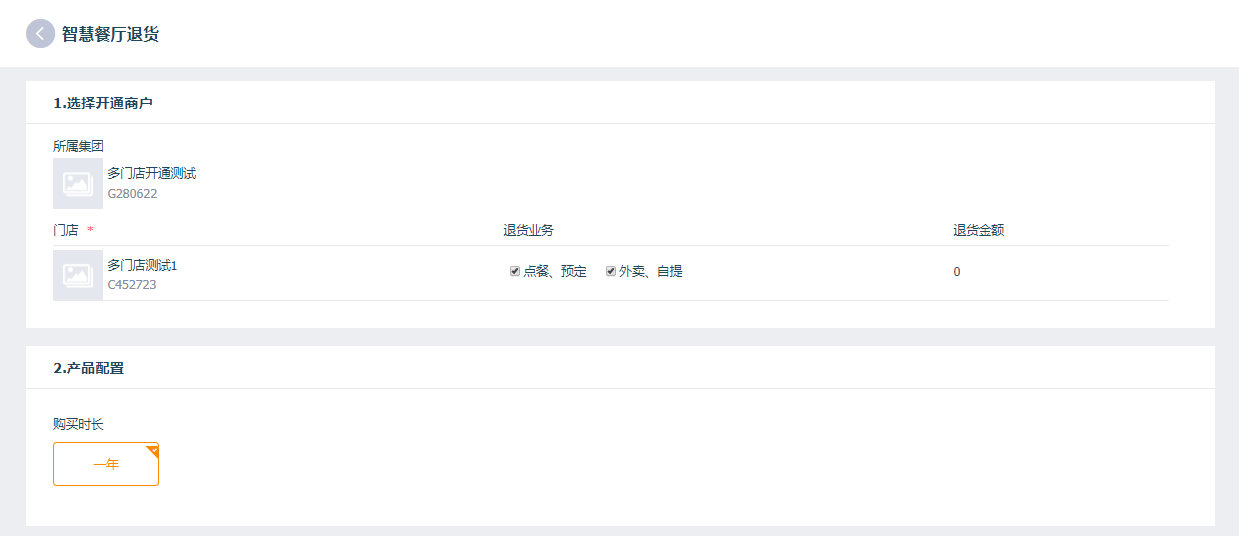 智慧餐厅退货
1.选择开通商户
所属集团
多门店开通测试
G280622
门店 * 退货业务 退货金额
多门店测试1
C452723
点餐、预定 外卖、自提 0
2.产品配置
购买时长
一年